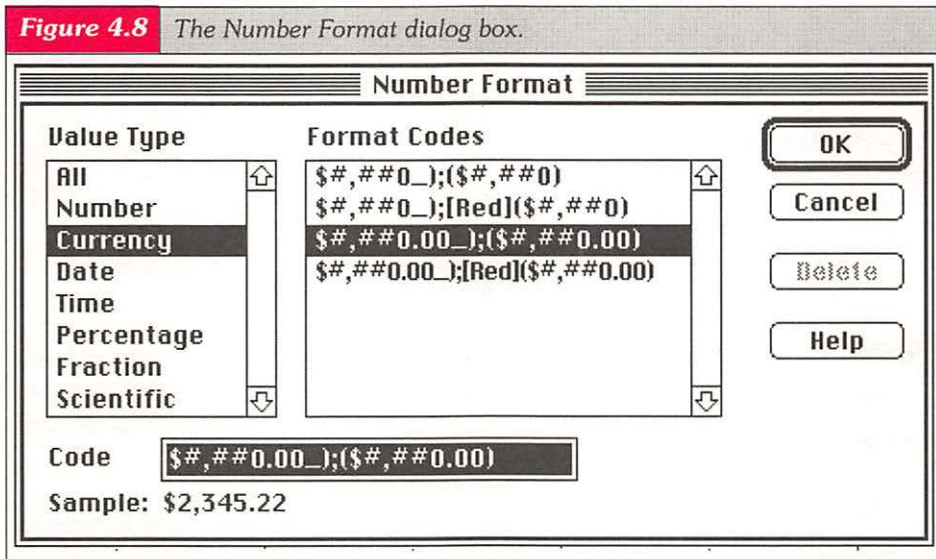 Figure 4.8 The Number Format dialog box.
Number Format
Value Type
All
Number
Currency
Date
Time
Percentage
Fraction
Scientific
Format Codes
$#,##0_);($#,##0)
$#,##0_);[Red]($#,##0)
$#,##0.00_);($#,##0.00)
$#,##0.00_);[Red]($#,##0.00)
OK
Cancel
Delete
Help
Code $#,##0.00_);($#,##0.00)
Sample: $2,345.22